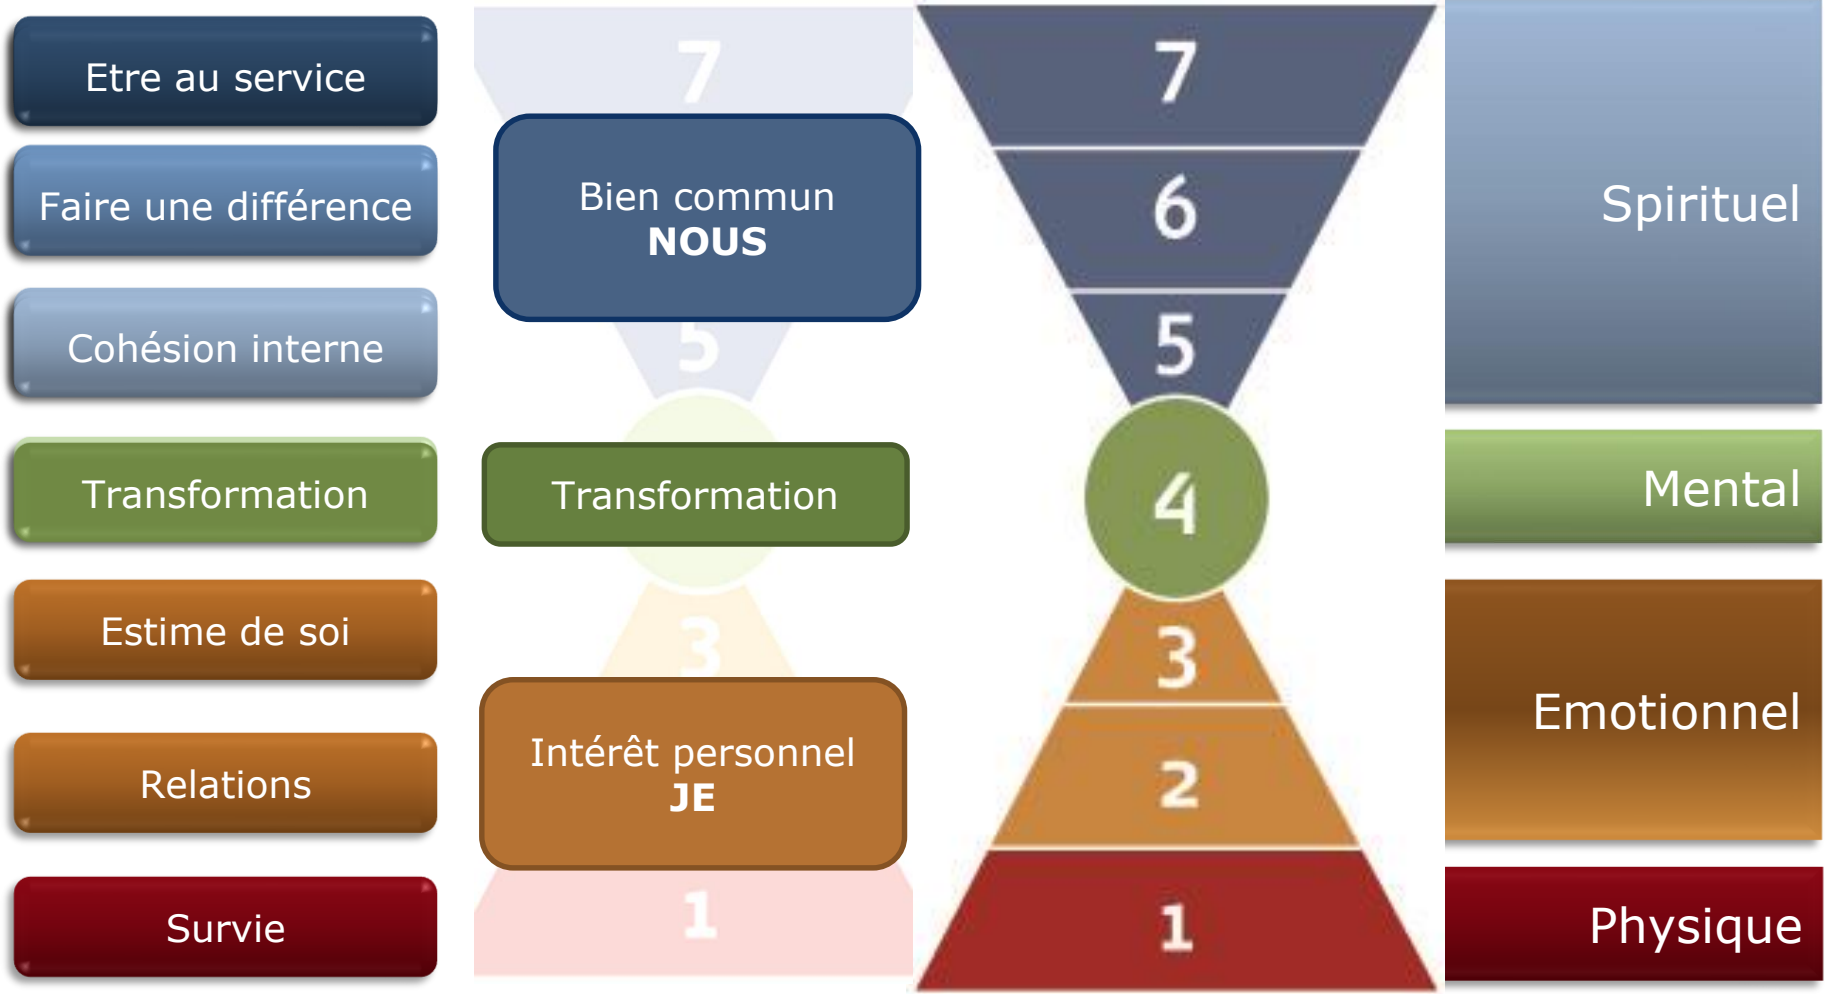 Etre au service
Faire une différence
Cohésion interne
Transformation
Estime de soi
Relations
Survie
7
Bien commun
NOUS
5
Transformation
3
Intérêt personnel
JE
1
7
6
5
4
3
2
1
Spirituel
Mental
Emotionnel
Physique